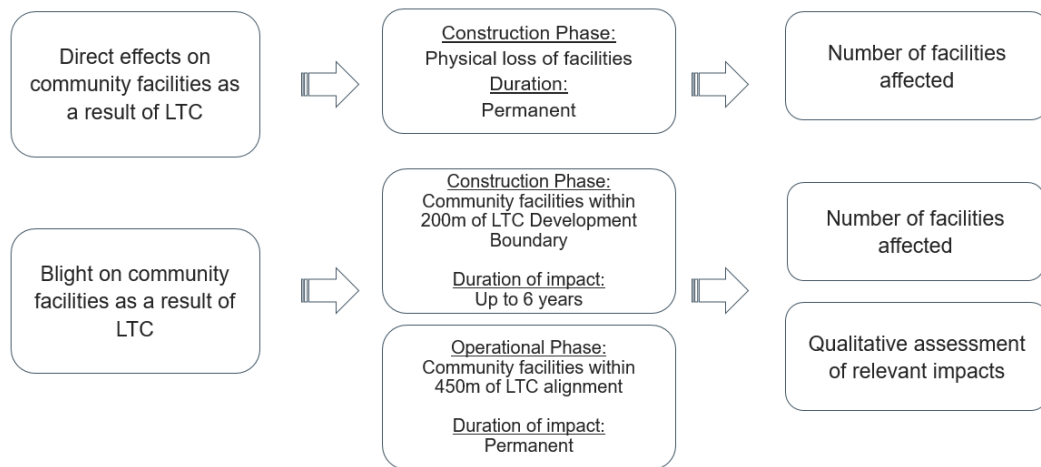 Direct effects on
community facilities as
a result of LTC
Construction Phase:
Physical loss of facilities
Duration:
Permanent
Number of facilities
affected
Blight on community
facilities as a result of
LTC
Construction Phase:
Community facilities within
200m of LTC Development
Boundary
Duration of impact:
Up to 6 years
Operational Phase:
Community facilities within
450m of LTC alignment
Duration of impact:
Permanent
Number of facilities
affected
Qualitative assessment
of relevant impacts